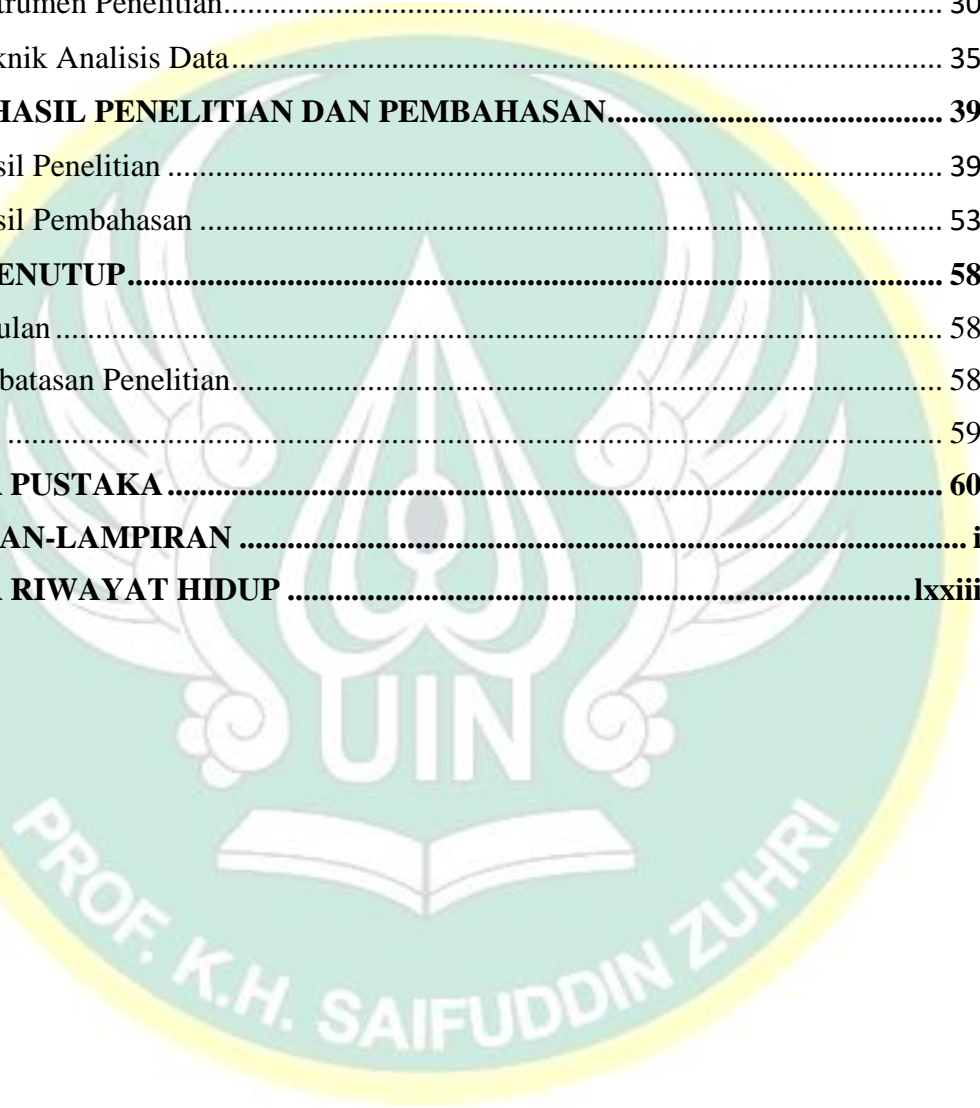 trumen Penelitian........................................................................ 30
knik Analisis Data........................................................................ 35
HASIL PENELITIAN DAN PEMBAHASAN.................................. 39
sil Penelitian ................................................................................ 39
sil Pembahasan ............................................................................ 53
ENUTUP...................................................................................... 58
ulan .............................................................................................. 58
batasan Penelitian......................................................................... 58
..................................................................................................... 59
A PUSTAKA ................................................................................ 60
AN-LAMPIRAN ............................................................................ i
A RIWAYAT HIDUP ............................................................... lxxiii
UIN
PROF. K.H. SAIFUDDIN ZUHRI